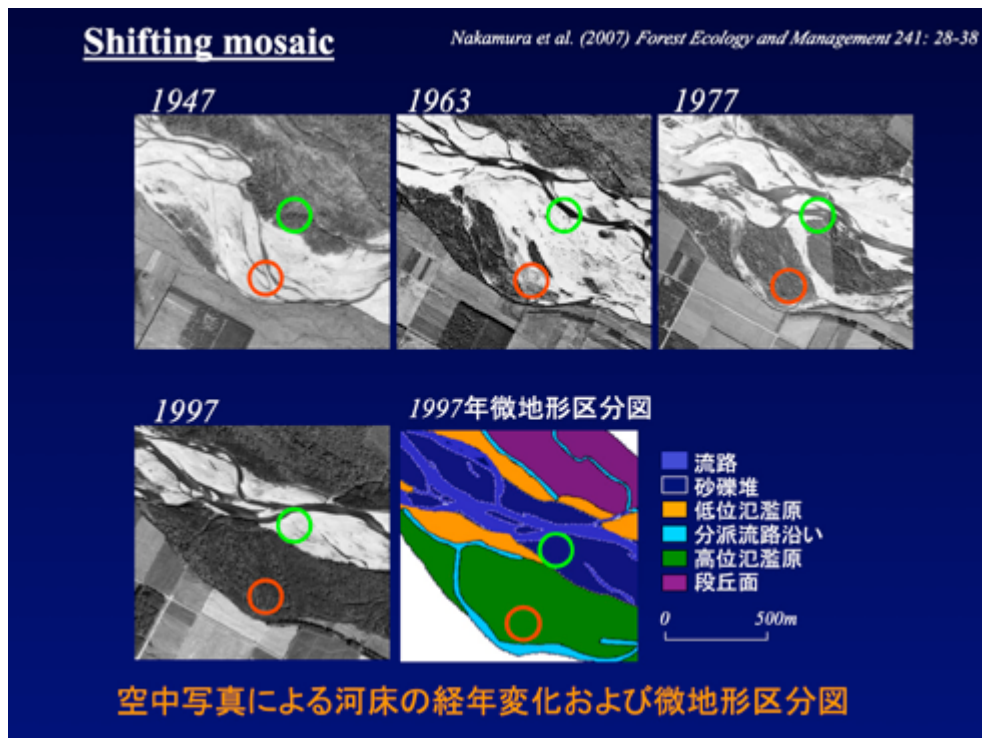 Shifting mosaic
Nakamura et al. (2007) Forest Ecology and Management 241: 28-38
1947
1963
1977
1997
1997年微地形区分図
流路
砂礫堆
低位氾濫原
分派流路沿い
高位氾濫原
段丘面
0 500m
空中写真による河床の経年変化および微地形区分図